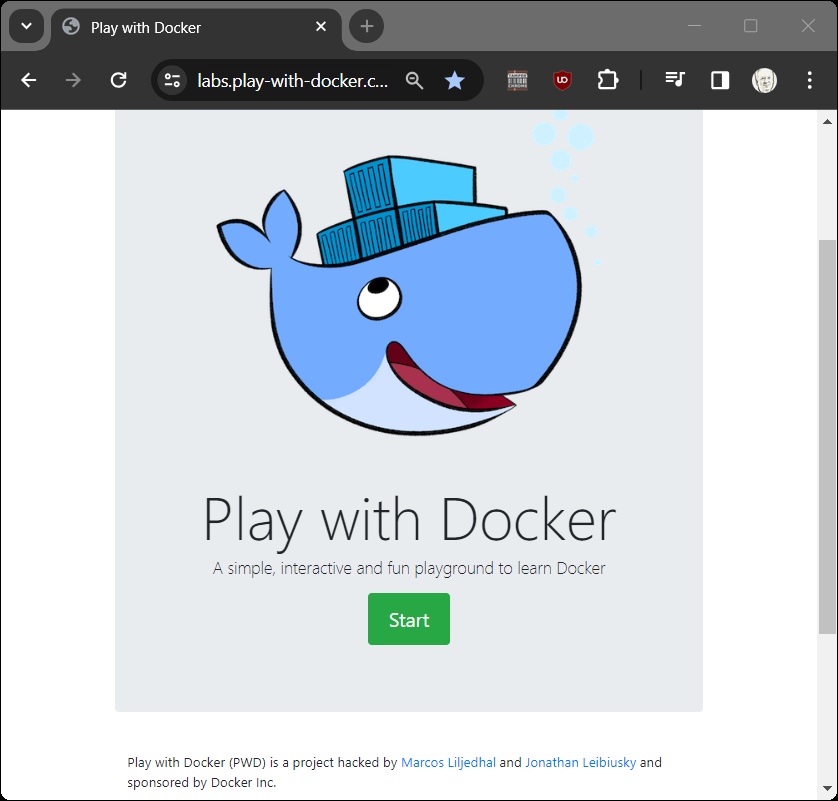 Play with Docker
labs.play-with-docker.c...
Play with Docker
A simple, interactive and fun playground to learn Docker
Start
Play with Docker (PWD) is a project hacked by Marcos Liljedhal and Jonathan Leibiusky and
sponsored by Docker Inc.